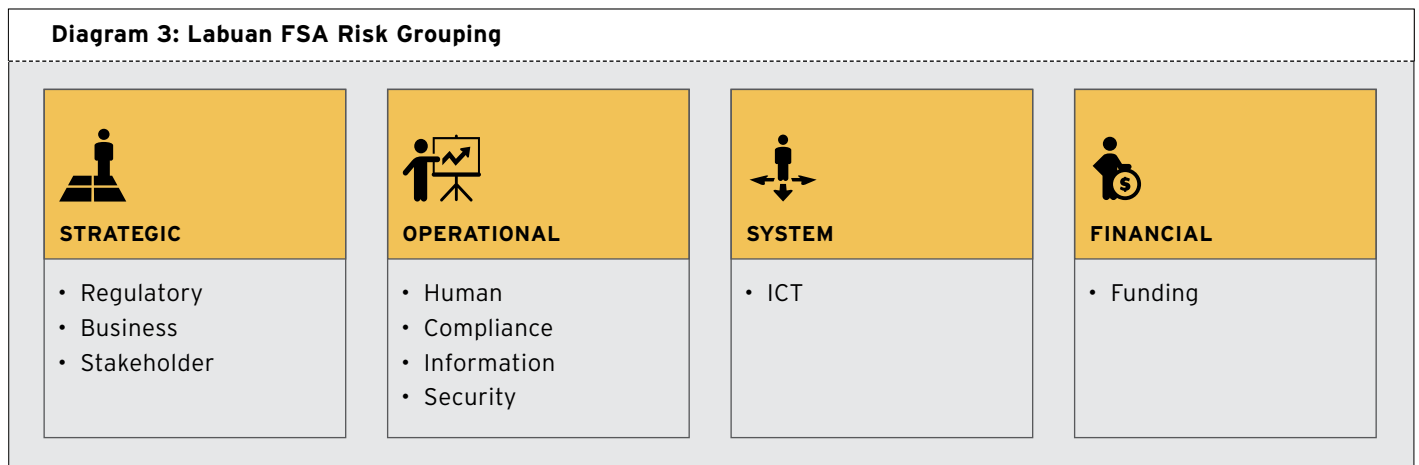 Diagram 3: Labuan FSA Risk Grouping
STRATEGIC
• Regulatory
• Business
• Stakeholder
OPERATIONAL
• Human
• Compliance
• Information
• Security
SYSTEM
• ICT
$
FINANCIAL
• Funding